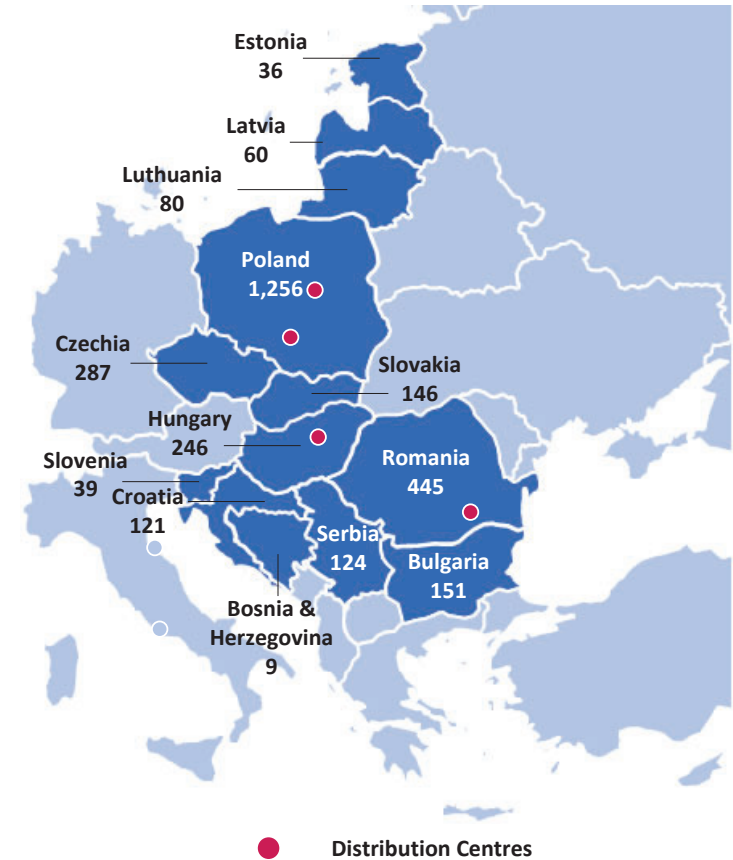 Estonia
36
Latvia
60
Luthuania
80
Poland
1,256
Czechia
287
Slovakia
146
Hungary
246
Romania
445
Slovenia
39
Croatia
121
Serbia
124
Bulgaria
151
Bosnia &
Herzegovina
9
Distribution Centres